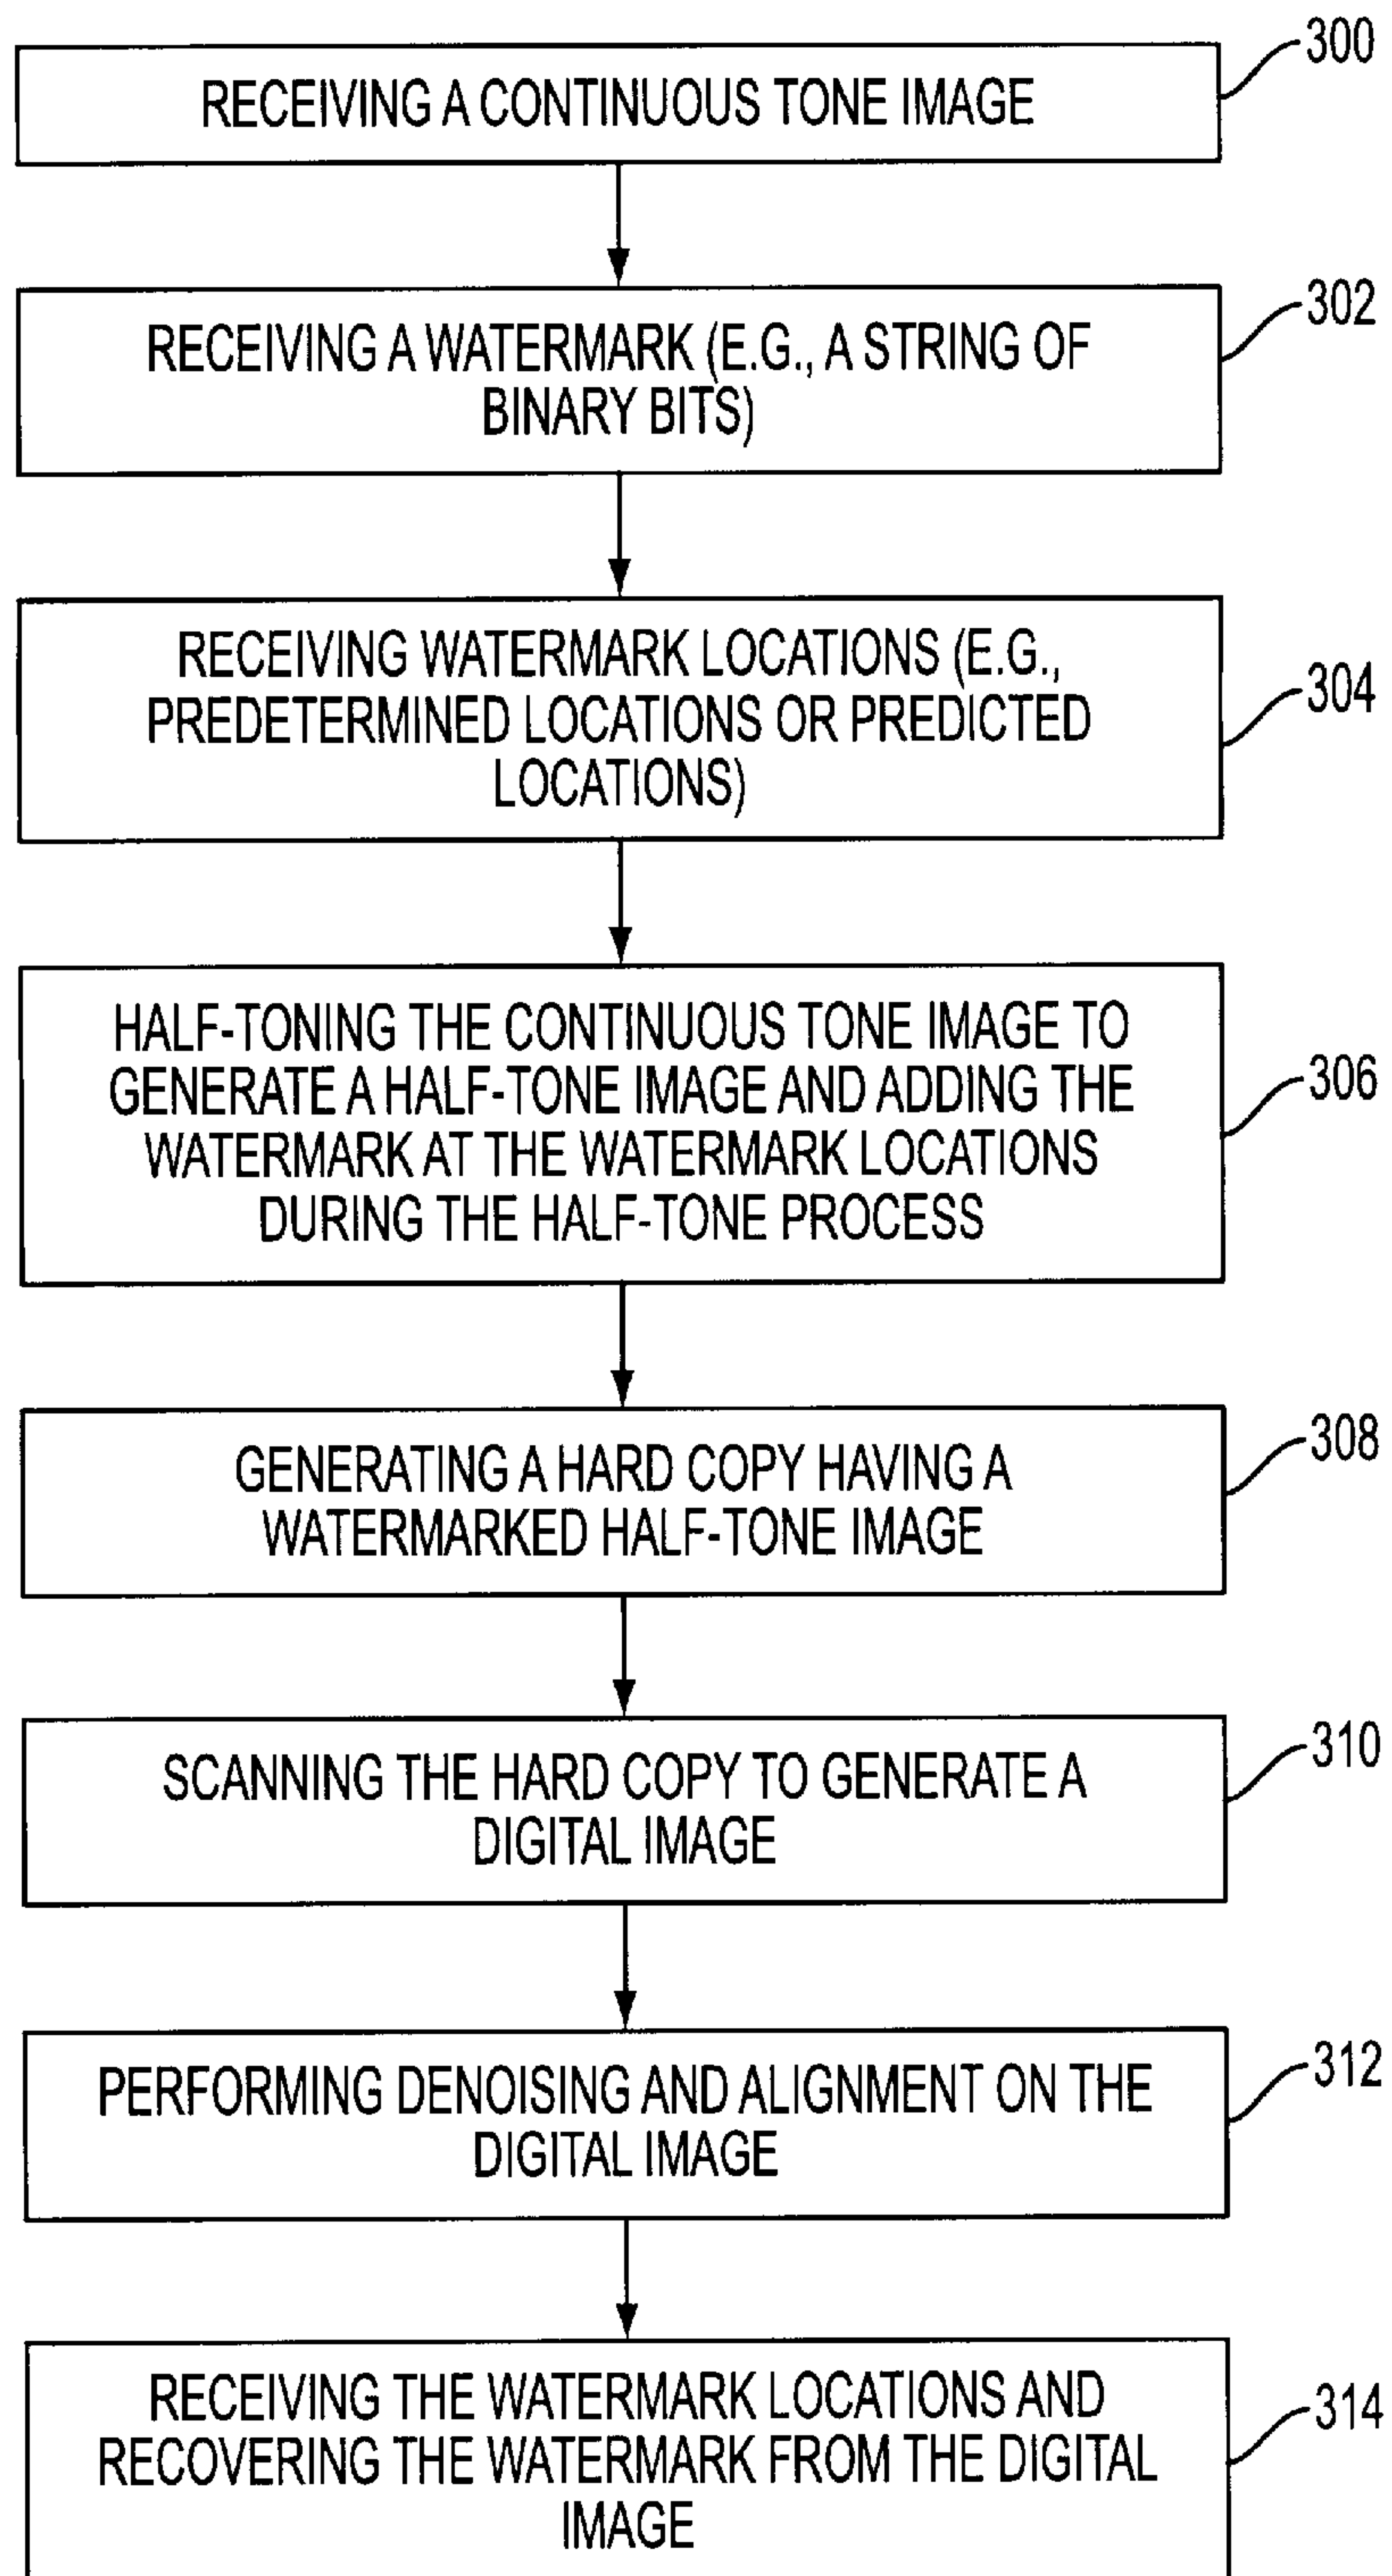 300
RECEIVING A CONTINUOUS TONE IMAGE
302
RECEIVING A WATERMARK (E.G., A STRING OF
BINARY BITS)
304
RECEIVING WATERMARK LOCATIONS (E.G.,
PREDETERMINED LOCATIONS OR PREDICTED
LOCATIONS)
306
HALF-TONING THE CONTINUOUS TONE IMAGE TO
GENERATE A HALF-TONE IMAGE AND ADDING THE
WATERMARK AT THE WATERMARK LOCATIONS
DURING THE HALF-TONE PROCESS
308
GENERATING A HARD COPY HAVING A
WATERMARKED HALF-TONE IMAGE
310
SCANNING THE HARD COPY TO GENERATE A
DIGITAL IMAGE
312
PERFORMING DENOISING AND ALIGNMENT ON THE
DIGITAL IMAGE
314
RECEIVING THE WATERMARK LOCATIONS AND
RECOVERING THE WATERMARK FROM THE DIGITAL
IMAGE